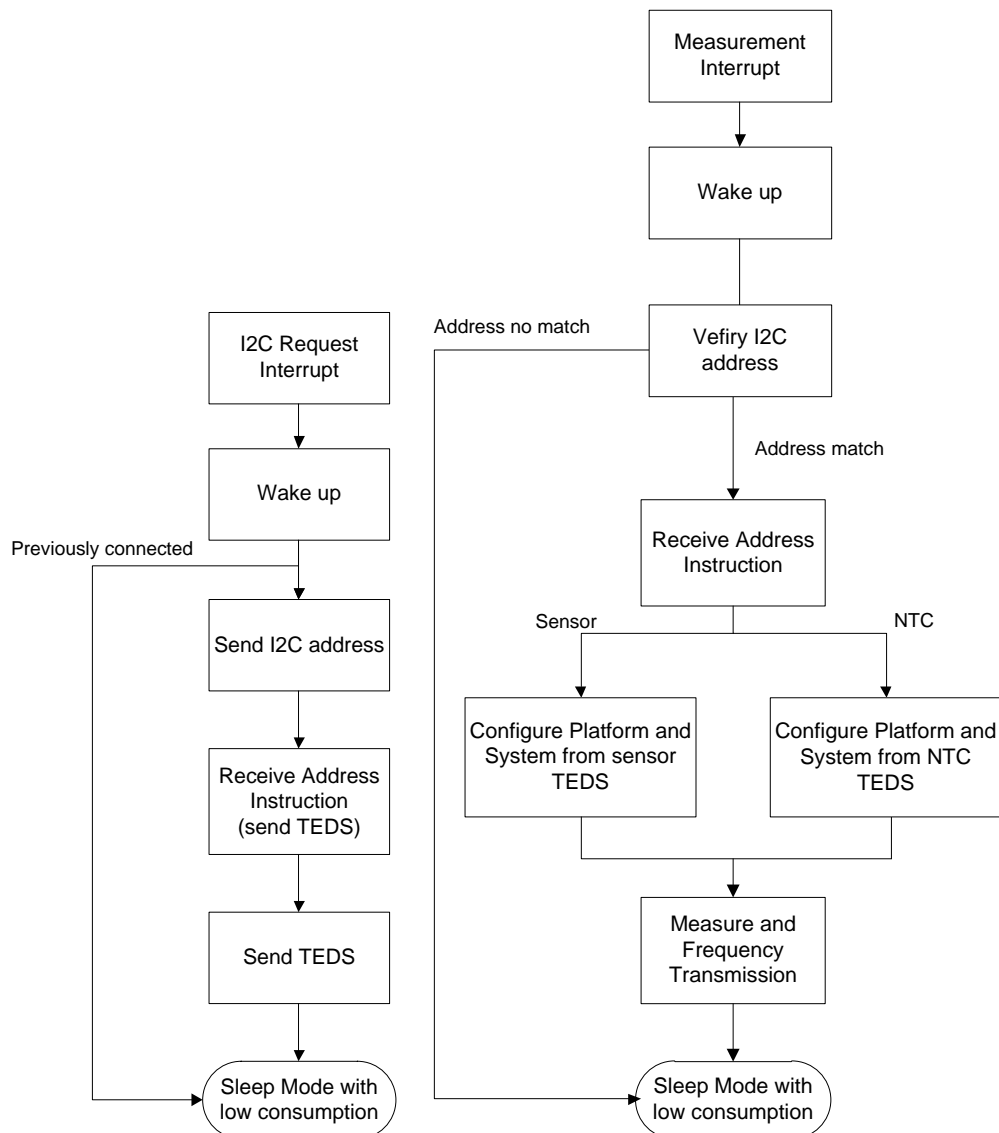 Measurement
Interrupt
Wake up
Address no match
Vefiry I2C
address
I2C Request
Interrupt
Address match
Wake up
Previously connected
Receive Address
Instruction
Sensor
NTC
Send I2C address
Configure Platform and
System from sensor
TEDS
Configure Platform and
System from NTC
TEDS
Receive Address
Instruction
(send TEDS)
Measure and
Frequency
Transmission
Send TEDS
Sleep Mode with
low consumption
Sleep Mode with
low consumption